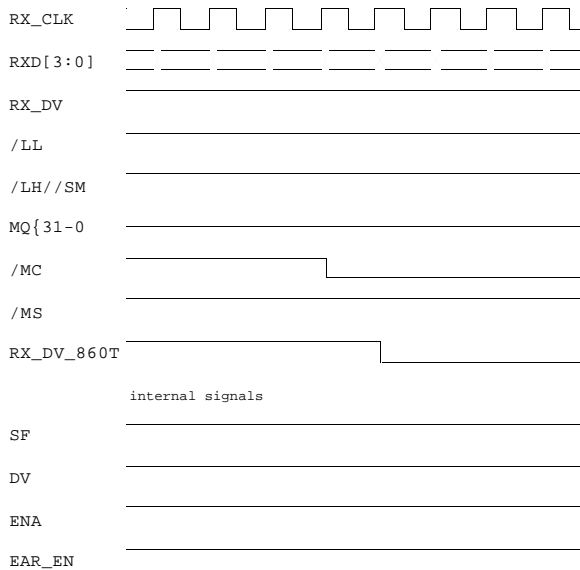 RX_CLK
RXD[3:0]
RX_DV
/LL
/LH//SM
MQ{31-0
/MC
/MS
RX_DV_860T
internal signals
SF
DV
ENA
EAR_EN